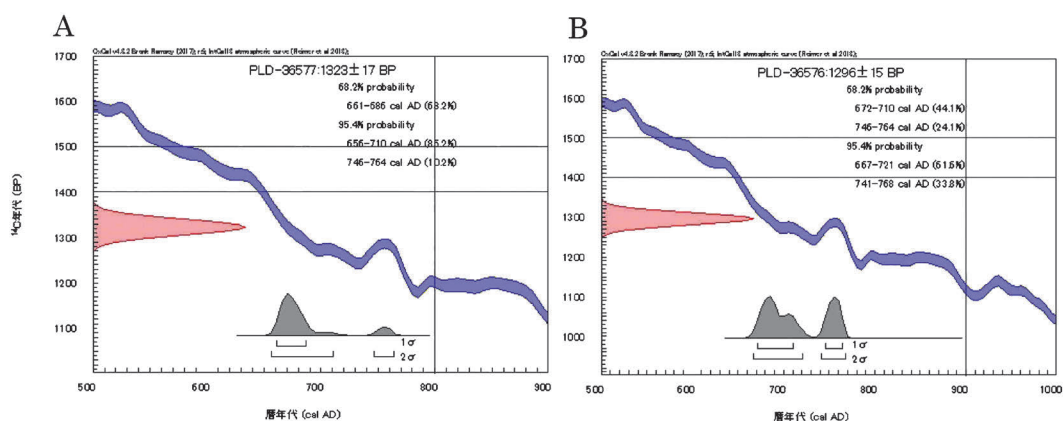 A
OxCal v4.3.2 Bronk Ramsey (2017); r:5; IntCal13 atmospheric curve (Reimer et al 2013);
PLD-36577:1323±17 BP
68.2% probability
661-686 cal AD (68.2%)
95.4% probability
656-710 cal AD (85.2%)
746-764 cal AD (10.2%)
1700
1600
1500
1400
1300
1200
1100
¹⁴C年代 (BP)
1σ
2σ
500
600
700
800
900
暦年代 (cal AD)
B
OxCal v4.3.2 Bronk Ramsey (2017); r:5; IntCal13 atmospheric curve (Reimer et al 2013);
PLD-36576:1296±15 BP
68.2% probability
672-710 cal AD (44.1%)
746-764 cal AD (24.1%)
95.4% probability
667-721 cal AD (61.6%)
741-768 cal AD (33.8%)
1700
1600
1500
1400
1300
1200
1100
1000
900
1σ
2σ
500
600
700
800
900
1000
暦年代 (cal AD)